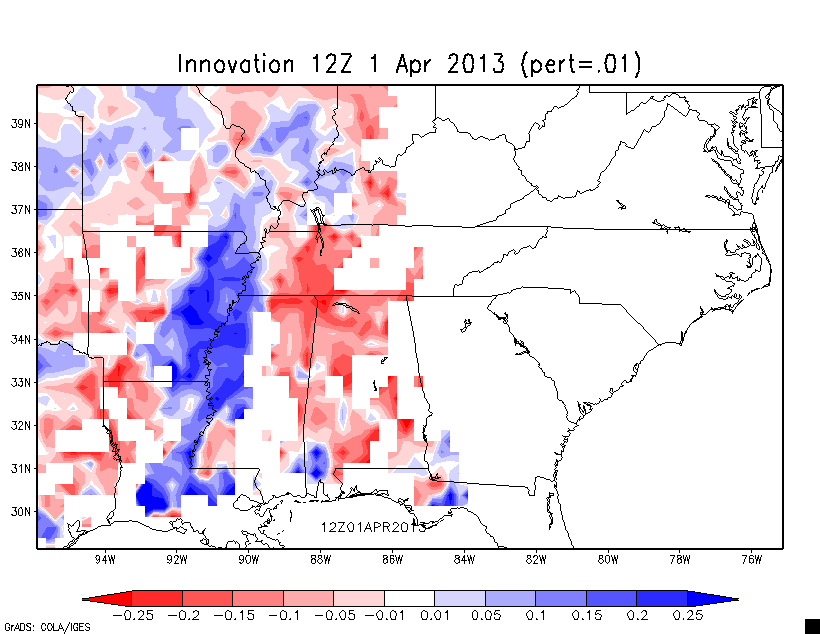 Innovation 12Z 1 Apr 2013 (pert=.01)
39N
38N
37N
36N
35N
34N
33N
32N
31N
30N
12Z01APR2013
94W 92W 90W 88W 86W 84W 82W 80W 78W 76W
-0.25 -0.2 -0.15 -0.1 -0.05 -0.01 0.01 0.05 0.1 0.15 0.2 0.25
GrADS: COLA/IGES